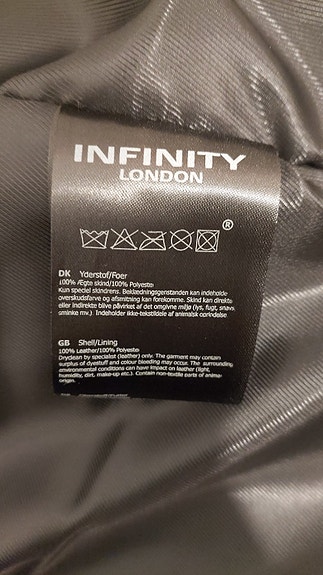 INFINITY
LONDON
®
DK Yderstof/Foer
100% Ægte skind/100% Polyester
Kun special skindrens. Beklædningsgenstanden kan indeholde
overskudsfarve og afsmitning kan forekomme. Skind kan direkte
eller indirekte blive påvirket af det omgivne miljø (lys, fugt, snavs,
sminke mv.) Indeholder ikke-tekstildele af animalsk oprindelse
GB Shell/Lining
100% Leather/100% Polyester
Dryclean by specialist (leather) only. The garment may contain
surplus of dyestuff and colour bleeding may occur. The surrounding
environmental conditions can have impact on leather (light,
humidity, dirt, make-up etc.). Contain non-textile parts of animal
origin.